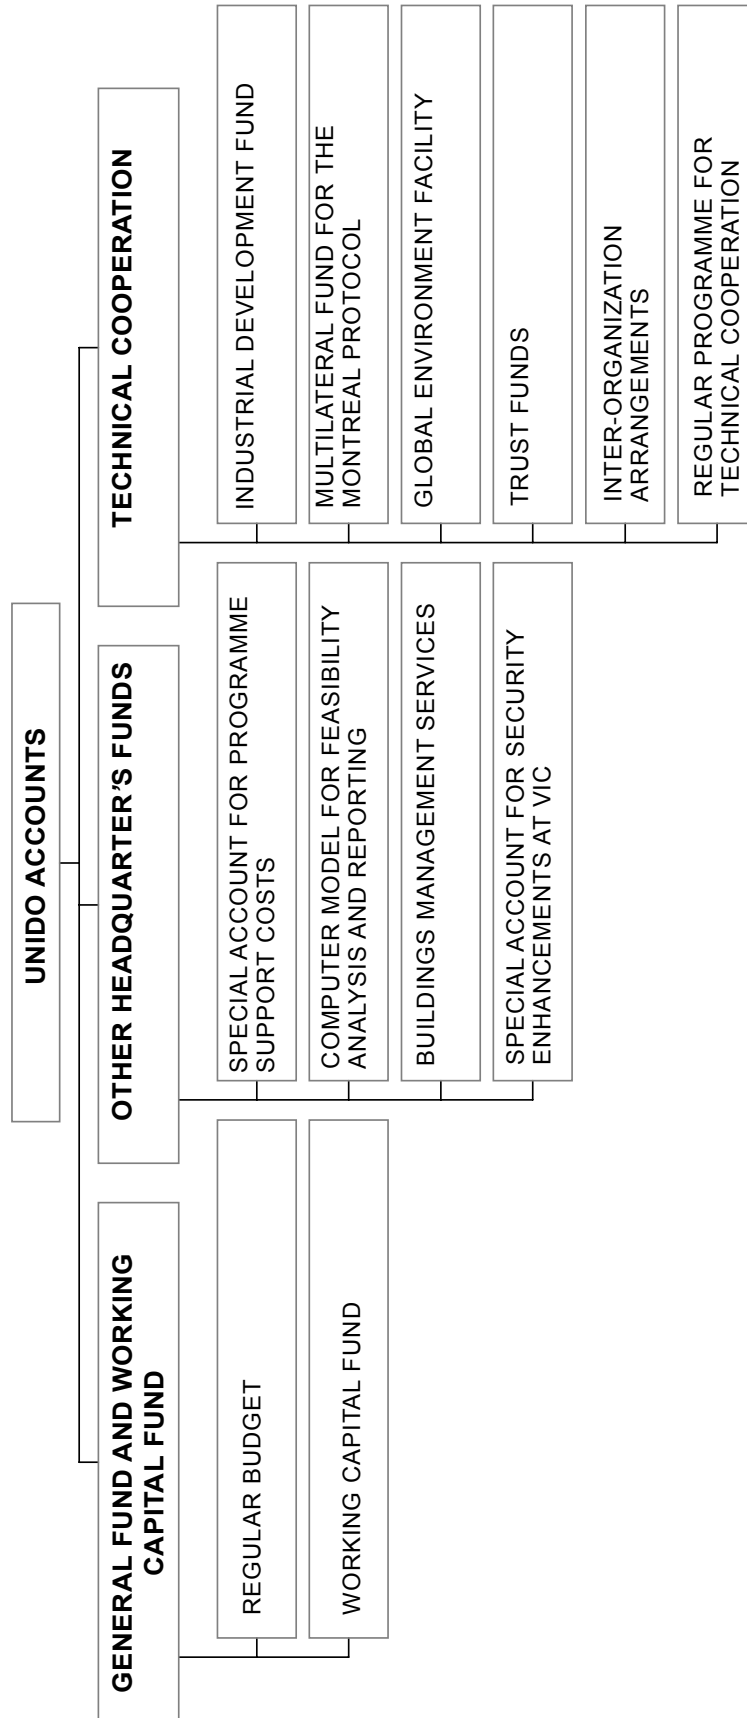 UNIDO ACCOUNTS
GENERAL FUND AND WORKING
CAPITAL FUND
REGULAR BUDGET
WORKING CAPITAL FUND
OTHER HEADQUARTER'S FUNDS
SPECIAL ACCOUNT FOR PROGRAMME
SUPPORT COSTS
COMPUTER MODEL FOR FEASIBILITY
ANALYSIS AND REPORTING
BUILDINGS MANAGEMENT SERVICES
SPECIAL ACCOUNT FOR SECURITY
ENHANCEMENTS AT VIC
TECHNICAL COOPERATION
INDUSTRIAL DEVELOPMENT FUND
MULTILATERAL FUND FOR THE
MONTREAL PROTOCOL
GLOBAL ENVIRONMENT FACILITY
TRUST FUNDS
INTER-ORGANIZATION
ARRANGEMENTS
REGULAR PROGRAMME FOR
TECHNICAL COOPERATION